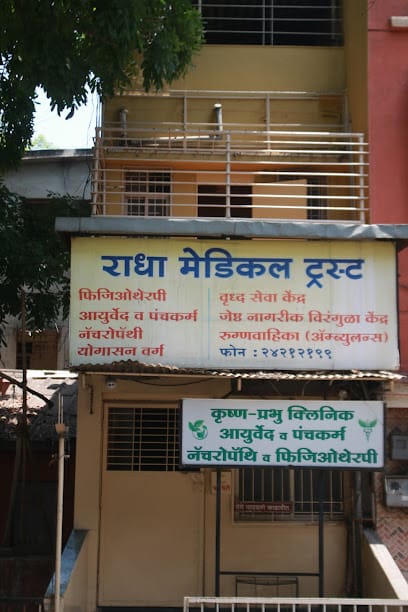 राधा मेडिकल ट्रस्ट
फिजिओथेरपी
आयुर्वेद व पंचकर्म
नॅचरोपॅथी
योगासन वर्ग
वृध्द सेवा केंद्र
जेष्ठ नागरीक विरंगुळा केंद्र
रुग्णवाहिका (ॲम्ब्युलन्स)
फोन : २४२१२१९९
कृष्ण-प्रभु क्लिनिक
आयुर्वेद व पंचकर्म
नॅचरोपॅथि व फिजिओथेरपी